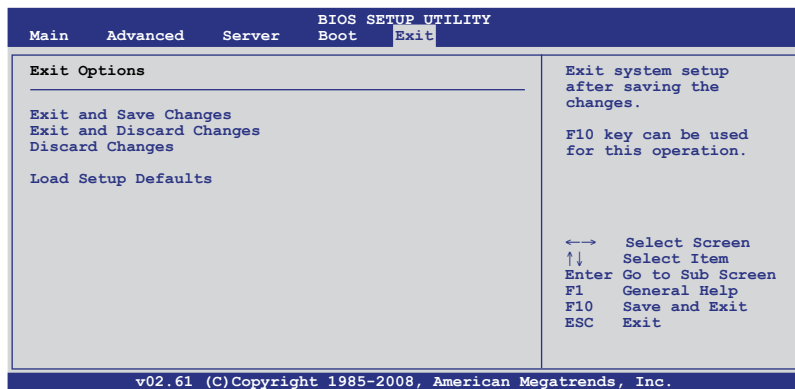 BIOS SETUP UTILITY
Main Advanced Server Boot Exit
Exit Options
Exit and Save Changes
Exit and Discard Changes
Discard Changes
Load Setup Defaults
Exit system setup
after saving the
changes.
F10 key can be used
for this operation.
←→ Select Screen
↑↓ Select Item
Enter Go to Sub Screen
F1 General Help
F10 Save and Exit
ESC Exit
v02.61 (C)Copyright 1985-2008, American Megatrends, Inc.